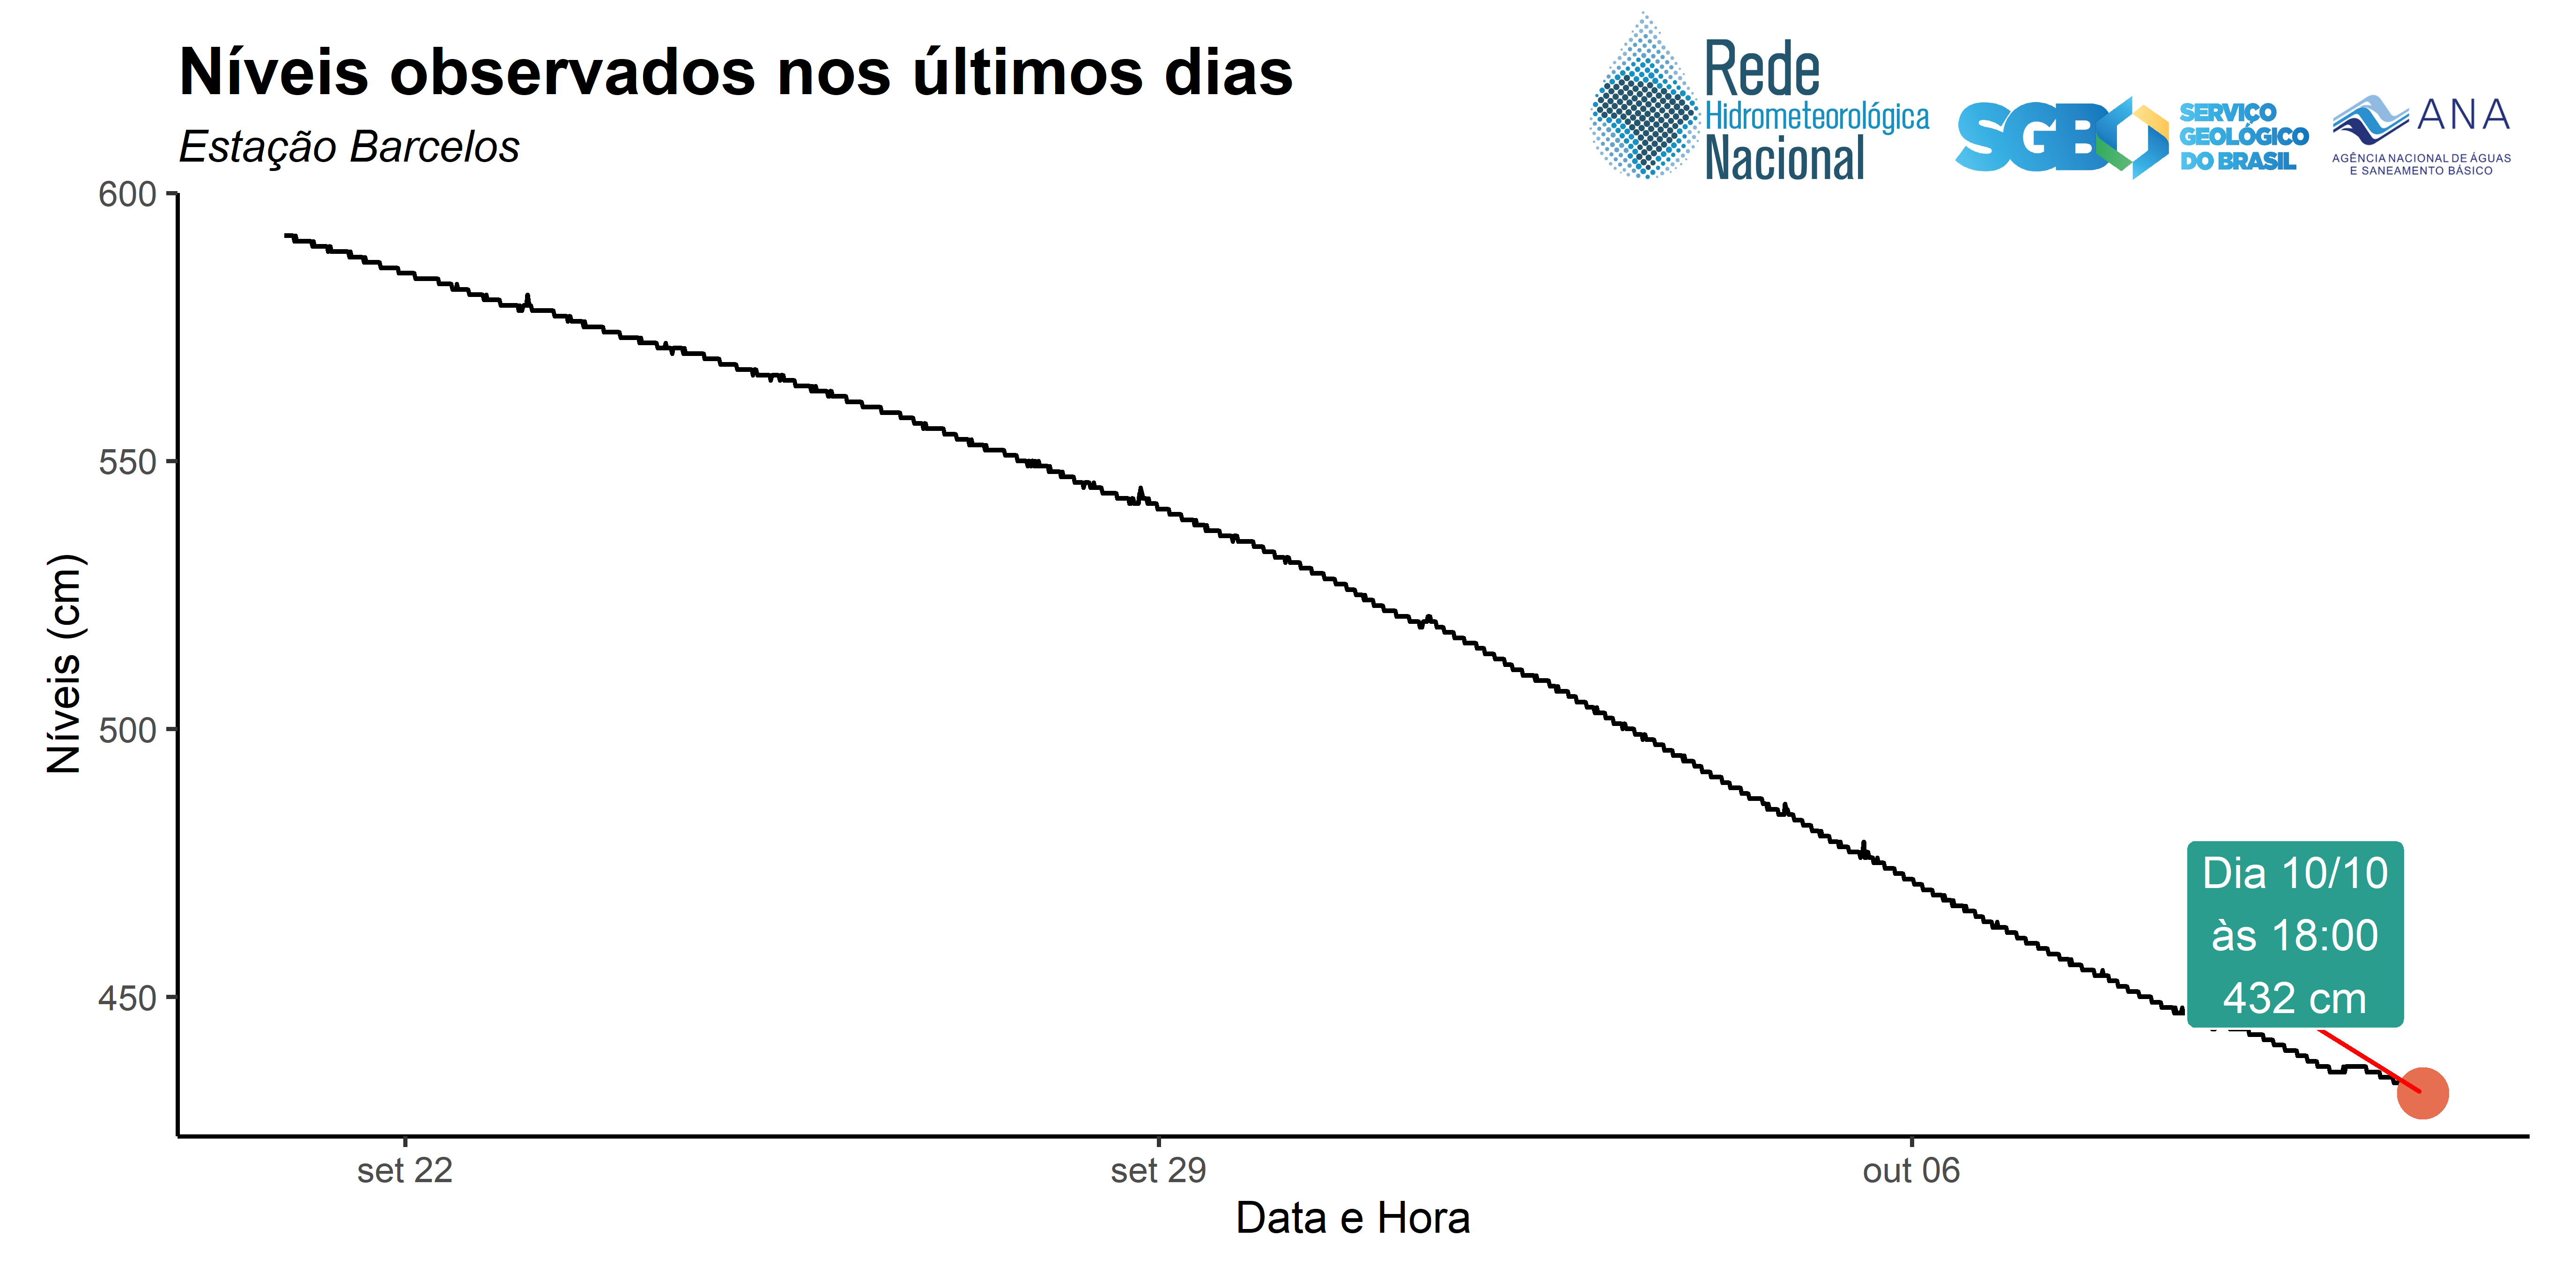 Níveis observados nos últimos dias
Estação Barcelos
Rede
Hidrometeorológica
Nacional
SGB
SERVIÇO
GEOLÓGICO
DO BRASIL
ANA
AGÊNCIA NACIONAL DE ÁGUAS
E SANEAMENTO BÁSICO
600
550
500
450
Níveis (cm)
Dia 10/10
às 18:00
432 cm
set 22
set 29
out 06
Data e Hora